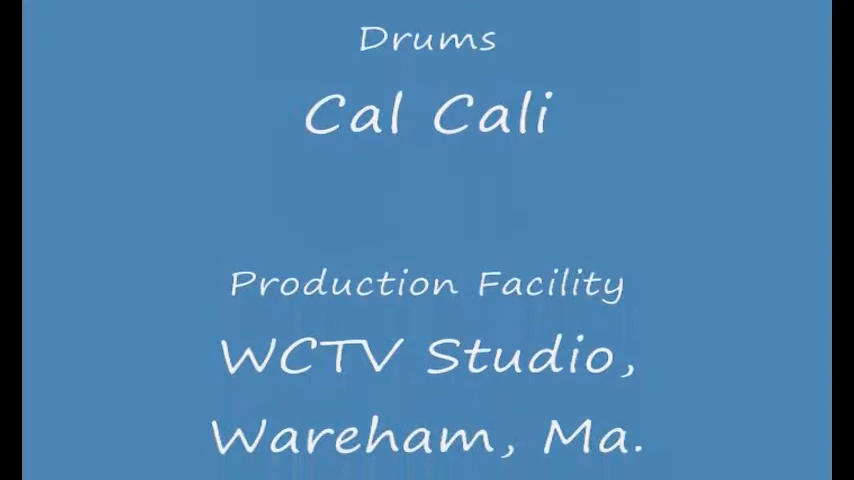 Drums
Cal Cali
Production Facility
WCTV Studio,
Wareham, Ma.